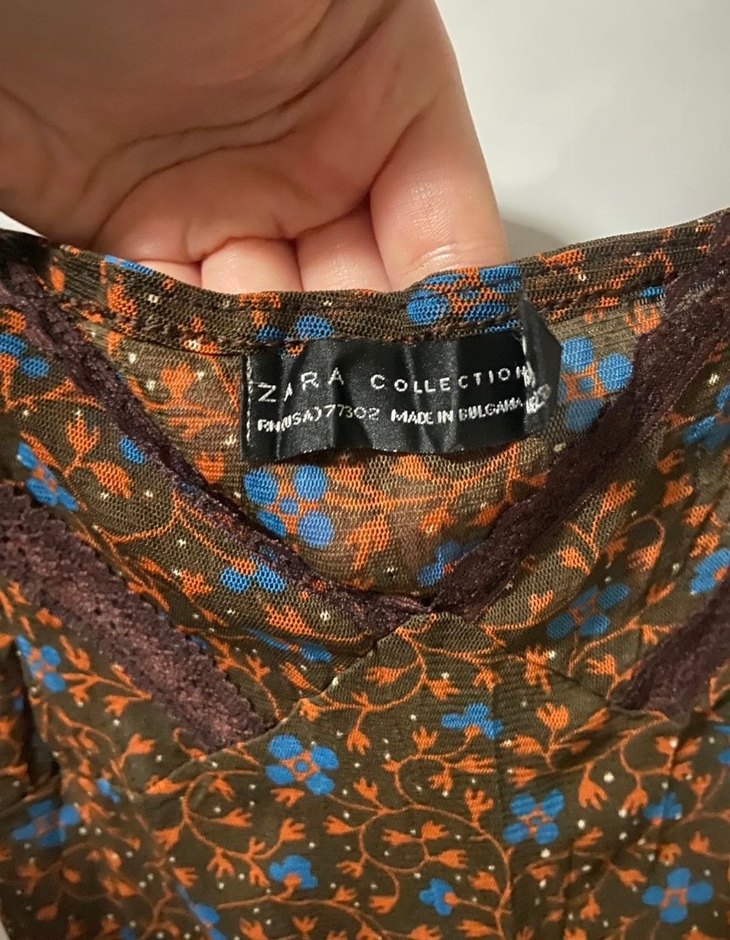 ZARA COLLECTION
RN(USA)77302 MADE IN BULGARIA